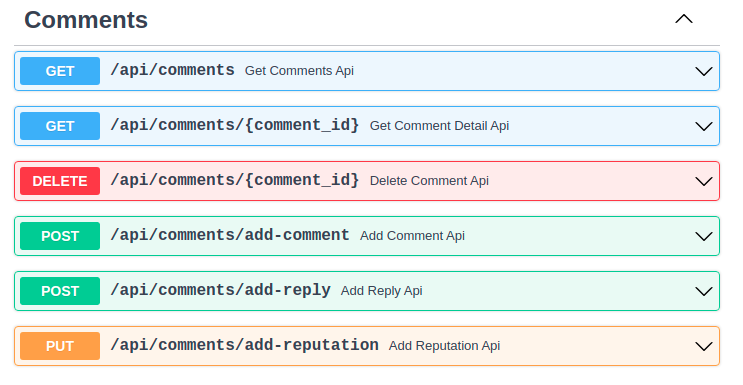 Comments
GET /api/comments Get Comments Api
GET /api/comments/{comment_id} Get Comment Detail Api
DELETE /api/comments/{comment_id} Delete Comment Api
POST /api/comments/add-comment Add Comment Api
POST /api/comments/add-reply Add Reply Api
PUT /api/comments/add-reputation Add Reputation Api